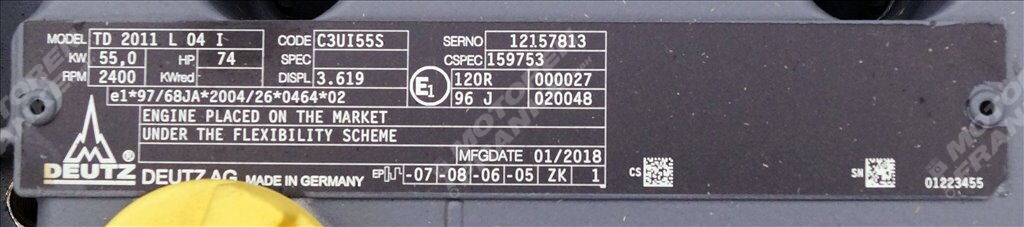 MODEL TD 2011 L 04 I CODE C3UI55S SERNO 12157813
KW 55,0 HP 74 SPEC CSPEC 159753
RPM 2400 KWred DISPL 3.619 E1 120R 000027
e1*97/68JA*2004/26*0464*02 96 J 020048
ENGINE PLACED ON THE MARKET
UNDER THE FLEXIBILITY SCHEME
MFGDATE 01/2018
DEUTZ ® DEUTZ AG MADE IN GERMANY EP -07-08-06-05 ZK 1
CS SN 01223455